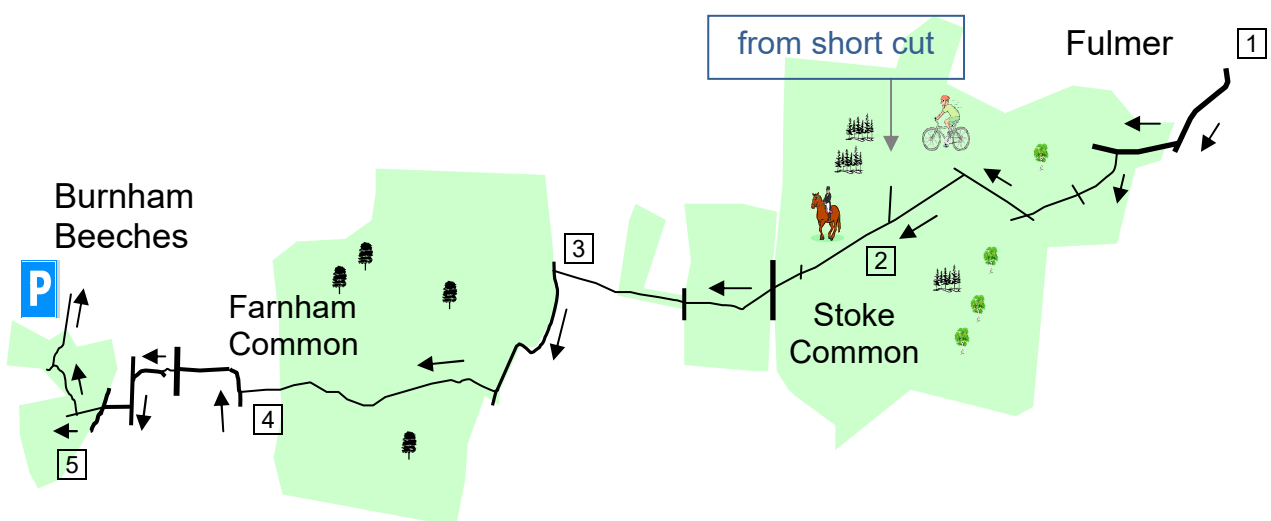 from short cut
Fulmer
1
Burnham
Beeches
P
3
2
Farnham
Common
Stoke
Common
4
5